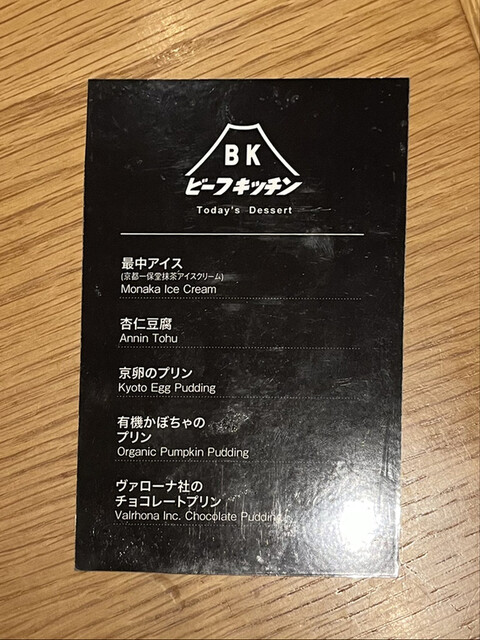 BK
ビーフキッチン
Today's Dessert
最中アイス
(京都一保堂抹茶アイスクリーム)
Monaka Ice Cream
杏仁豆腐
Annin Tohu
京卵のプリン
Kyoto Egg Pudding
有機かぼちゃの
プリン
Organic Pumpkin Pudding
ヴァローナ社の
チョコレートプリン
Valrhona Inc. Chocolate Pudding